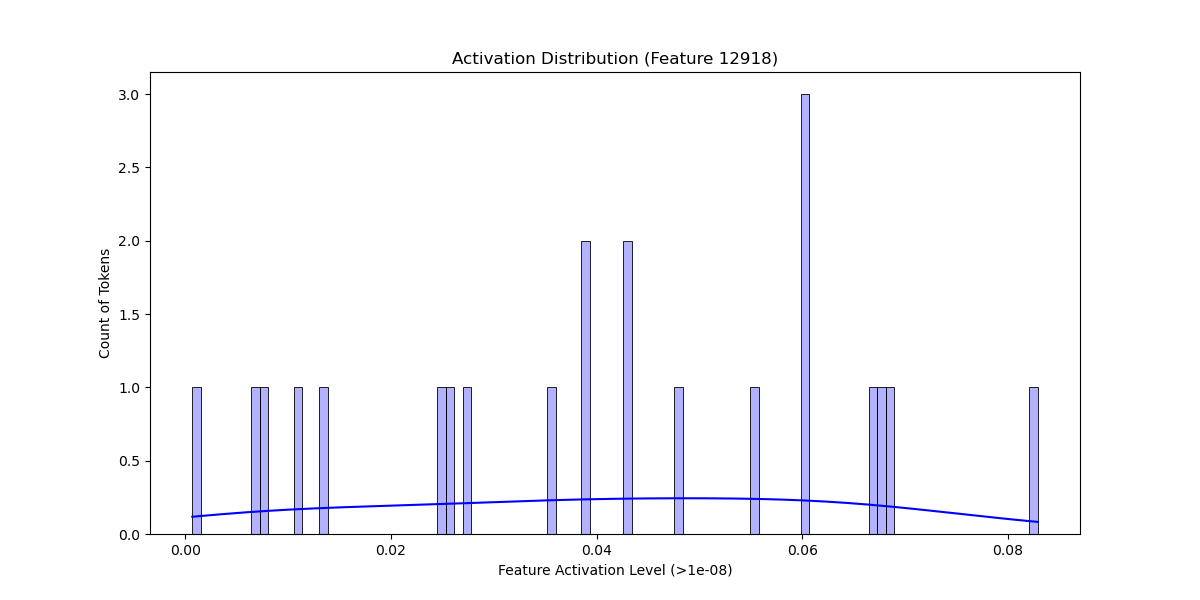 Activation Distribution (Feature 12918)
3.0
2.5
2.0
1.5
1.0
0.5
0.0
Count of Tokens
0.00 0.02 0.04 0.06 0.08
Feature Activation Level (>1e-08)